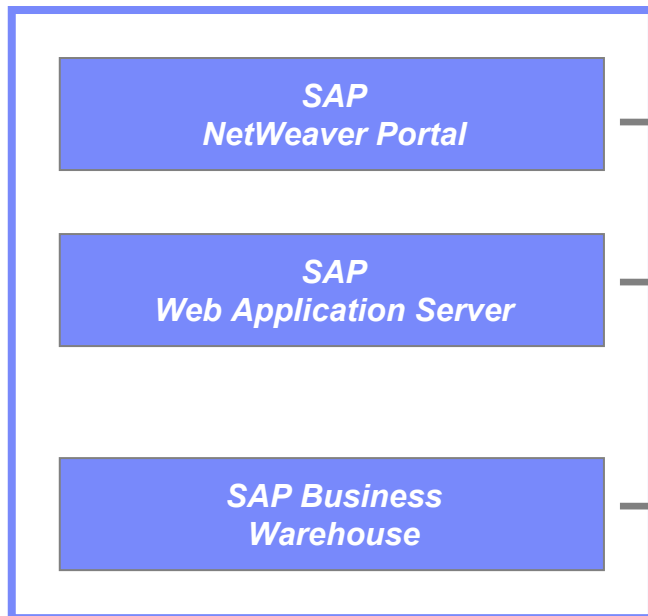 SAP
NetWeaver Portal
SAP
Web Application Server
SAP Business
Warehouse